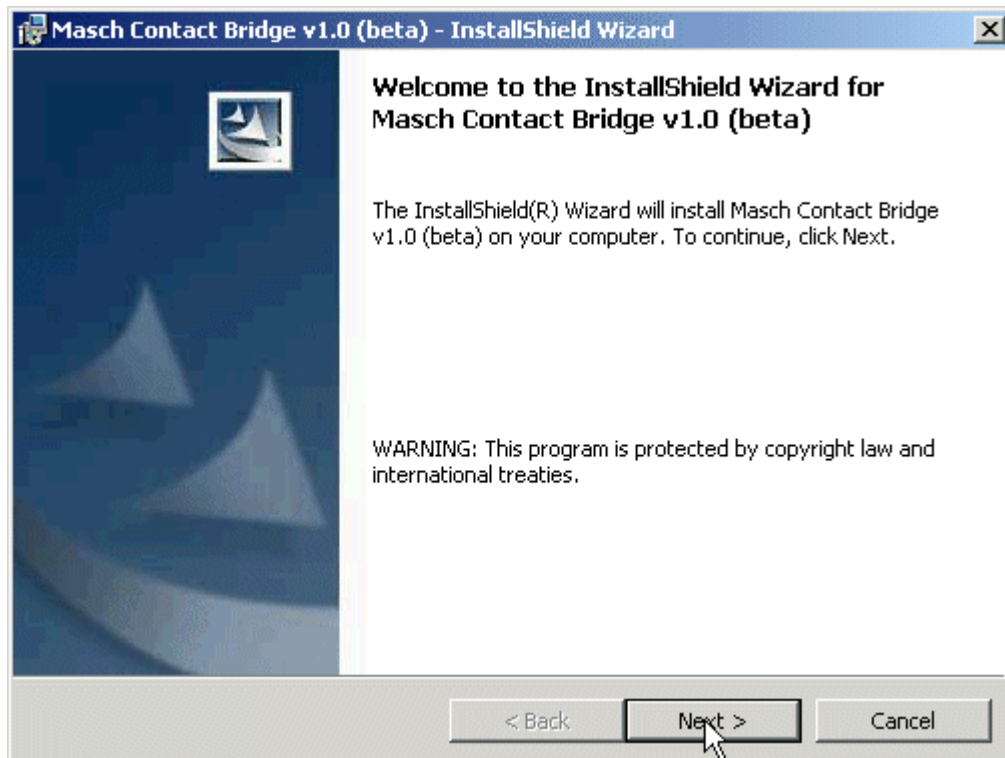 Masch Contact Bridge v1.0 (beta) - InstallShield Wizard
Welcome to the InstallShield Wizard for
Masch Contact Bridge v1.0 (beta)
The InstallShield(R) Wizard will install Masch Contact Bridge
v1.0 (beta) on your computer. To continue, click Next.
WARNING: This program is protected by copyright law and
international treaties.
< Back
Next >
Cancel